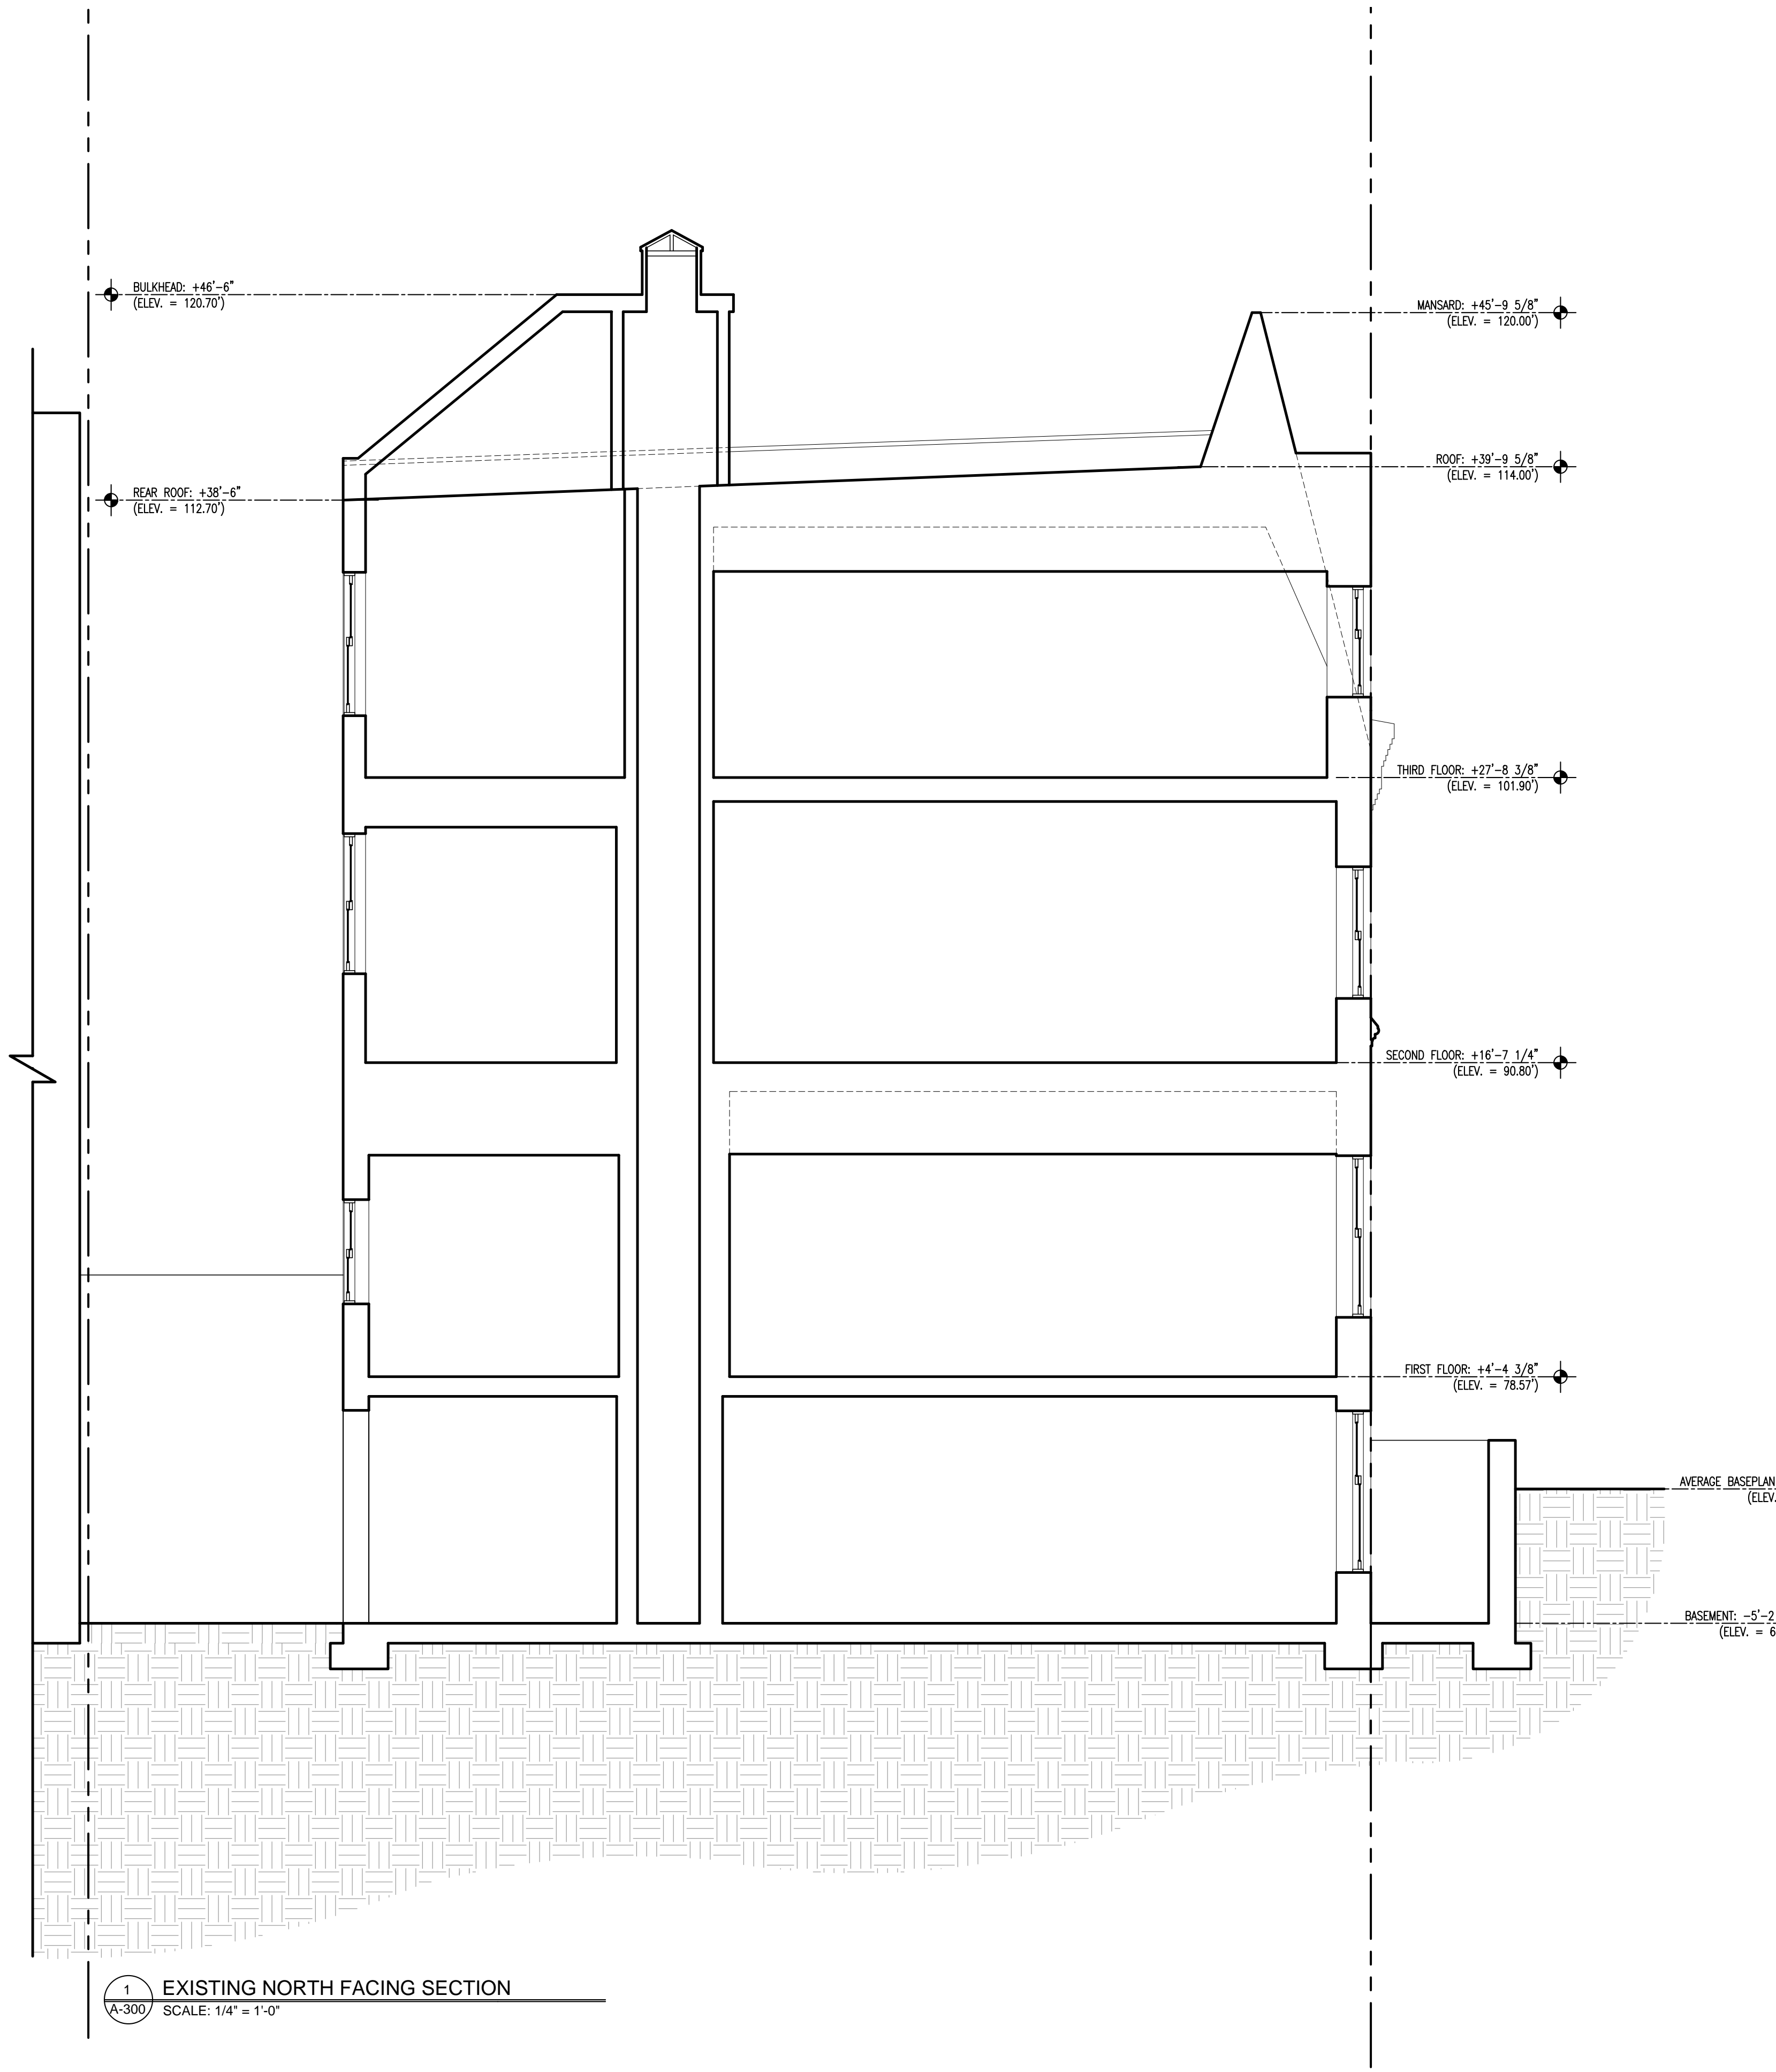 BULKHEAD: +46'-6"
(ELEV. = 120.70')
MANSARD: +45'-9 5/8"
(ELEV. = 120.00')
ROOF: +39'-9 5/8"
(ELEV. = 114.00')
REAR ROOF: +38'-6"
(ELEV. = 112.70')
THIRD FLOOR: +27'-8 3/8"
(ELEV. = 101.90')
SECOND FLOOR: +16'-7 1/4"
(ELEV. = 90.80')
FIRST FLOOR: +4'-4 3/8"
(ELEV. = 78.57')
AVERAGE BASEPLAN
(ELEV.
BASEMENT: -5'-2
(ELEV. = 6
1
A-300
EXISTING NORTH FACING SECTION
SCALE: 1/4" = 1'-0"